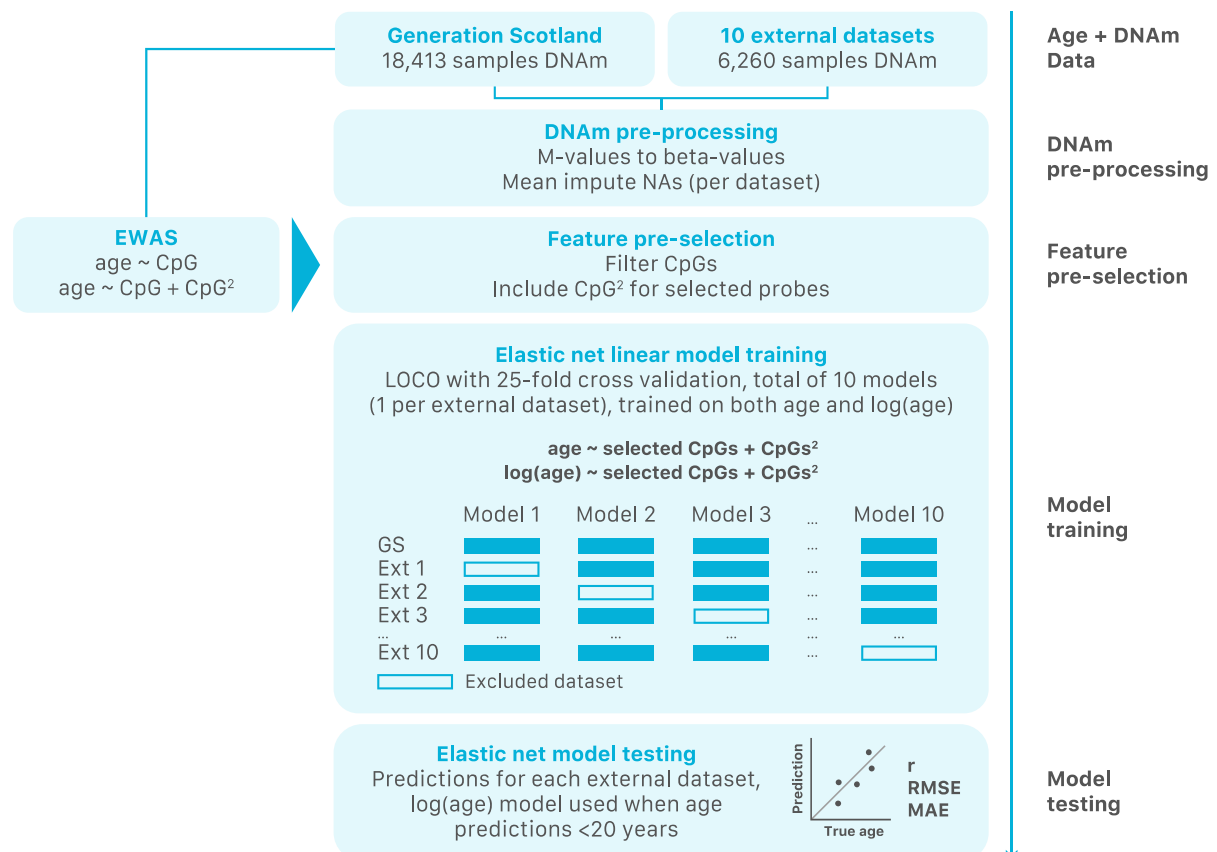 Generation Scotland
18,413 samples DNAm
10 external datasets
6,260 samples DNAm
Age + DNAm
Data
DNAm pre-processing
M-values to beta-values
Mean impute NAs (per dataset)
DNAm
pre-processing
EWAS
age ~ CpG
age ~ CpG + CpG²
Feature pre-selection
Filter CpGs
Include CpG² for selected probes
Feature
pre-selection
Elastic net linear model training
LOCO with 25-fold cross validation, total of 10 models
(1 per external dataset), trained on both age and log(age)
age ~ selected CpGs + CpGs²
log(age) ~ selected CpGs + CpGs²
Model 1 Model 2 Model 3 ... Model 10
GS ...
Ext 1 ...
Ext 2 ...
Ext 3 ...
... ... ... ... ... ...
Ext 10 ...
Excluded dataset
Model
training
Elastic net model testing
Predictions for each external dataset,
log(age) model used when age
predictions <20 years
Prediction
True age
r
RMSE
MAE
Model
testing